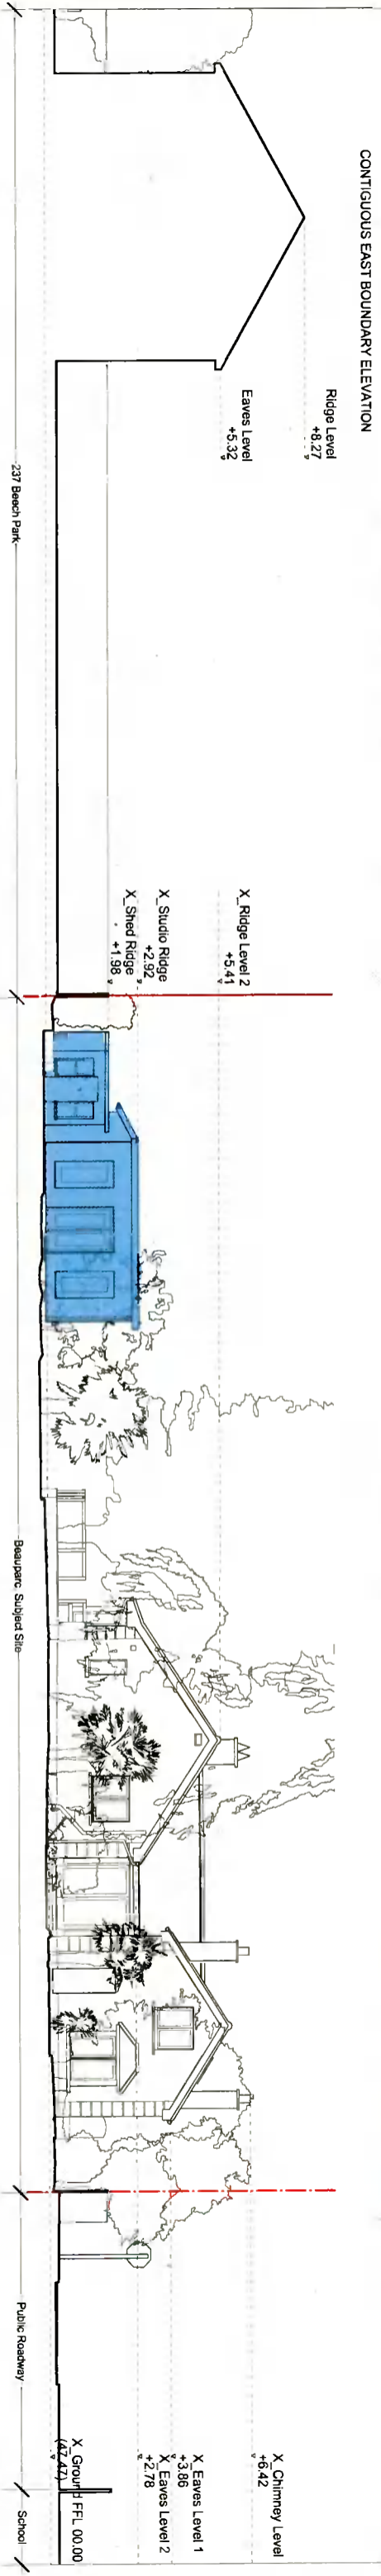 CONTIGUOUS EAST BOUNDARY ELEVATION
Ridge Level
+8.27
Eaves Level
+5.32
237 Beech Park
X_Ridge Level 2
+5.41
X_Studio Ridge
+2.92
X_Shed Ridge
+1.98
Beauparc, Subject Site
X_Chimney Level
+6.42
X_Eaves Level 1
+3.86
X_Eaves Level 2
+2.78
X_Ground FFL 00.00
(47.47)
Public Roadway
School